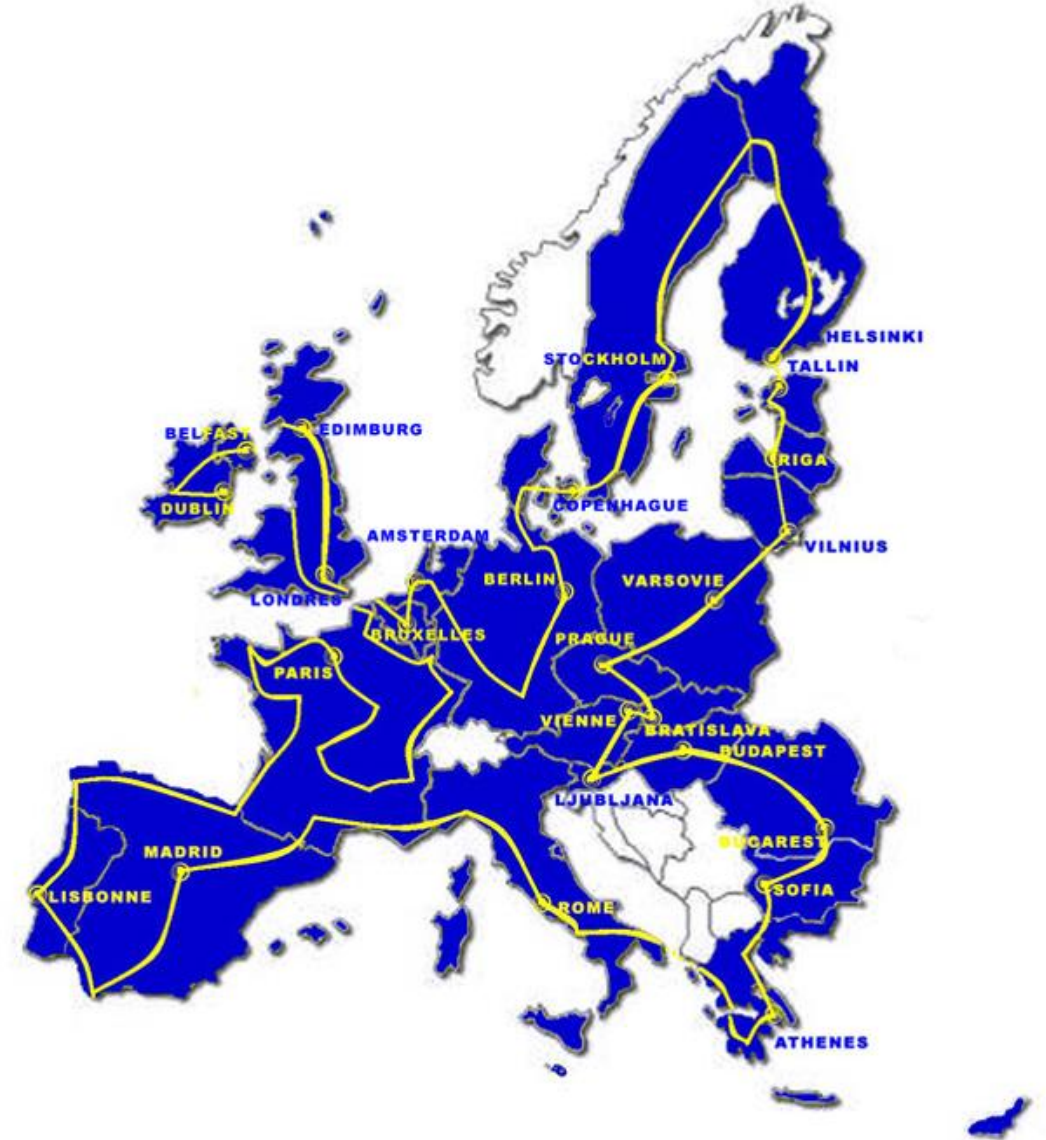 HELSINKI
STOCKHOLM
TALLIN
EDIMBURG
BELFAST
RIGA
DUBLIN
COPENHAGUE
AMSTERDAM
VILNIUS
BERLIN
VARSOVIE
LONDRES
BRUXELLES
PRAGUE
PARIS
VIENNE
BRATISLAVA
BUDAPEST
LJUBLJANA
BUCAREST
MADRID
SOFIA
LISBONNE
ROME
ATHENES